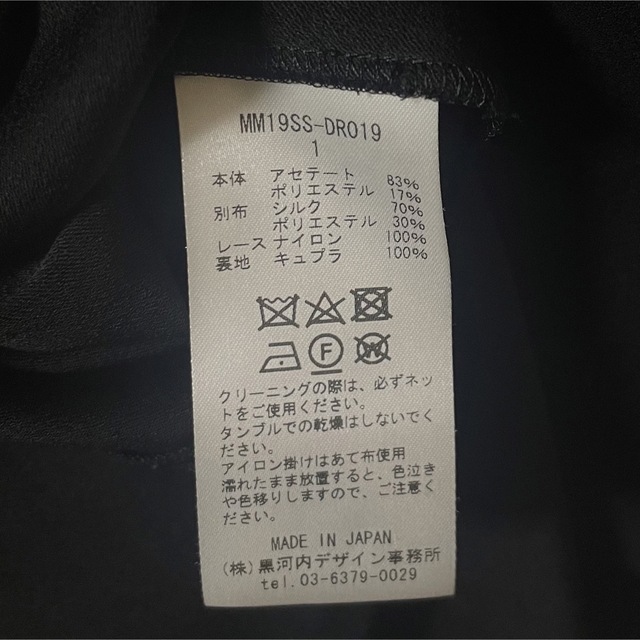 MM19SS-DR019
1
本体 アセテート 83%
ポリエステル 17%
別布 シルク 70%
ポリエステル 30%
レース ナイロン 100%
裏地 キュプラ 100%
F W
クリーニングの際は、必ずネッ
トをご使用ください。
タンブルでの乾燥はしないでく
ださい。
アイロン掛けはあて布使用
濡れたまま放置すると、色泣き
や色移りしますので、ご注意く
ださい。
MADE IN JAPAN
(株)黒河内デザイン事務所
tel.03-6379-0029